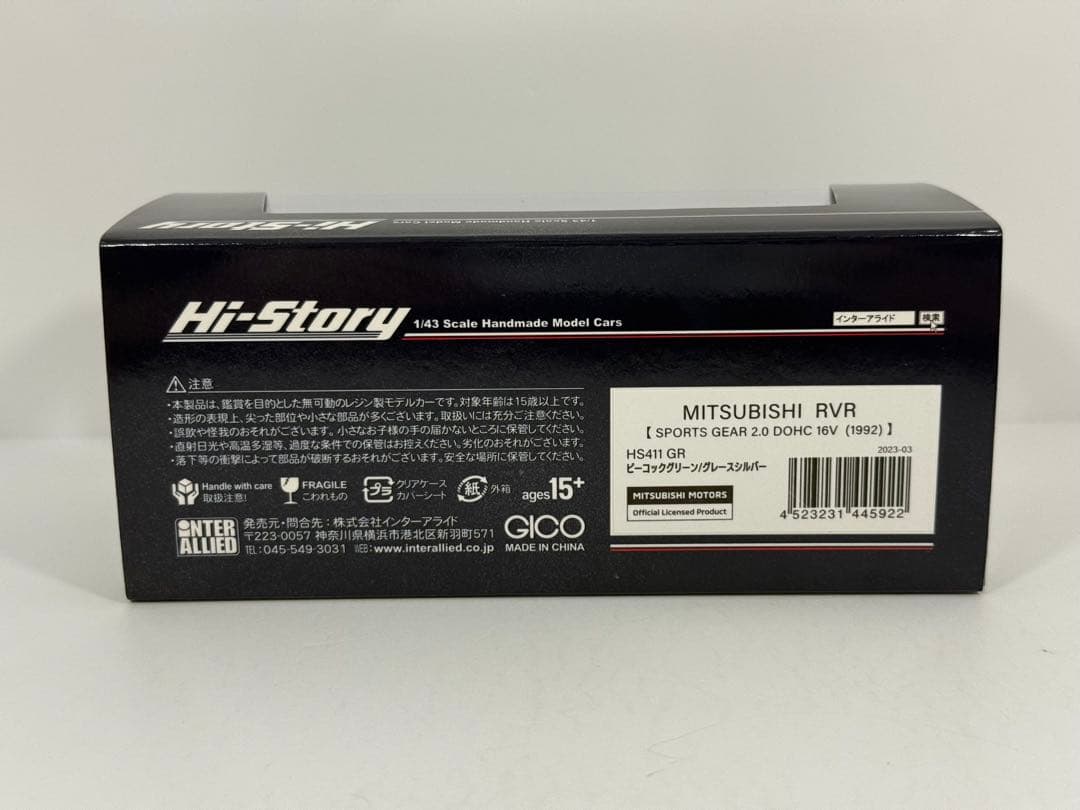 Hi-Story
1/43 Scale Handmade Model Cars
Hi-Story 1/43 Scale Handmade Model Cars
インターアライド 検索
⚠注意
・本製品は、鑑賞を目的とした無可動のレジン製モデルカーです。対象年齢は15歳以上です。
・造形の表現上、尖った部位や小さな部品が多くございます。取扱いには充分ご注意ください。
・誤飲や怪我のおそれがございます。小さなお子様の手の届かないところに保管してください。
・直射日光や高温多湿等、過度な条件での保管はお控えください。劣化のおそれがございます。
・落下等の衝撃によって部品が破断するおそれがございます。安全な場所に保管してください。
Handle with care
取扱注意!
FRAGILE
こわれもの
プラ
クリアケース
カバーシート
紙
外箱
ages15+
INTER
ALLIED
発売元・問合先:株式会社インターアライド
〒223-0057 神奈川県横浜市港北区新羽町571
TEL:045-549-3031 WEB:www.interallied.co.jp
GICO
MADE IN CHINA
MITSUBISHI RVR
【 SPORTS GEAR 2.0 DOHC 16V (1992) 】
HS411 GR
2023-03
ピーコックグリーン/グレースシルバー
MITSUBISHI MOTORS
Official Licensed Product
4 523231 445922